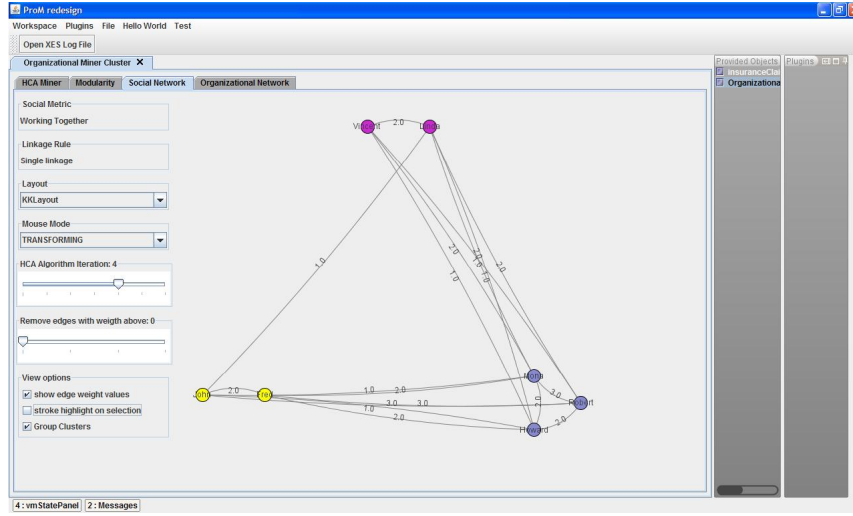 ProM redesign
Workspace Plugins File Hello World Test
Open XES Log File
Organizational Miner Cluster X
HCA Miner Modularity Social Network Organizational Network
Social Metric
Working Together
Linkage Rule
Single linkage
Layout
KKLayout
Mouse Mode
TRANSFORMING
HCA Algorithm Iteration: 4
Remove edges with weigth above: 0
View options
show edge weight values
stroke highlight on selection
Group Clusters
Vincent 2.0 Linda
1.0
2.0
1.0 1.0
2.0
1.0
Mona
John 2.0 Fred 1.0 2.0 3.0
3.0 3.0 2.0 Robert
1.0
2.0 2.0
Howard
Provided Objects
InsuranceClai
Organizationa
Plugins
4 : vmStatePanel 2 : Messages